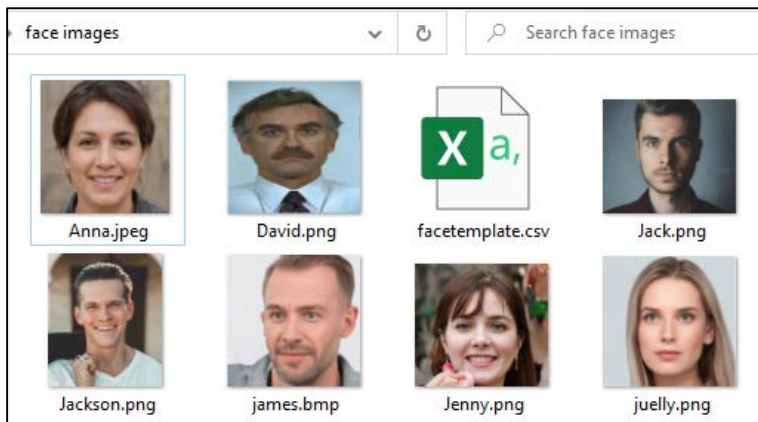 face images
Search face images
X a,
Anna.jpeg
David.png
facetemplate.csv
Jack.png
Jackson.png
james.bmp
Jenny.png
juelly.png